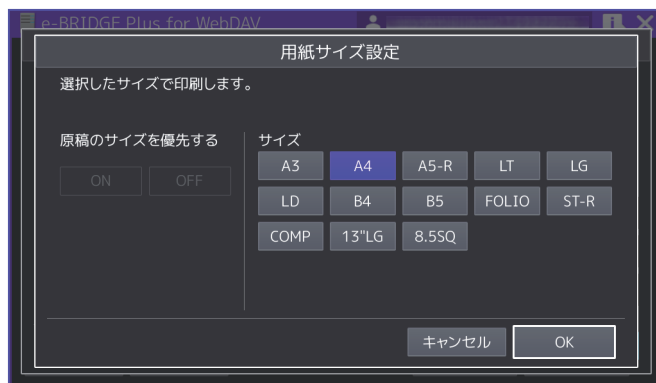 e-BRIDGE Plus for WebDAV
用紙サイズ設定
選択したサイズで印刷します。
原稿のサイズを優先する
サイズ
ON OFF
A3 A4 A5-R LT LG
LD B4 B5 FOLIO ST-R
COMP 13"LG 8.5SQ
キャンセル OK